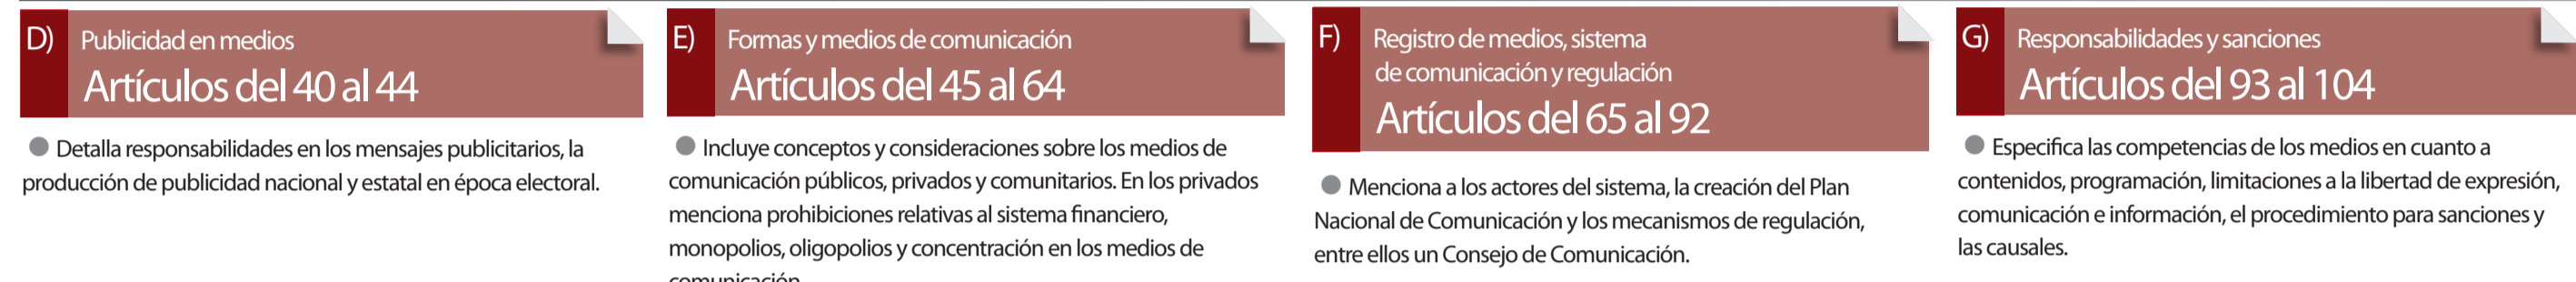 D) Publicidad en medios
Artículos del 40 al 44
● Detalla responsabilidades en los mensajes publicitarios, la
producción de publicidad nacional y estatal en época electoral.
E) Formas y medios de comunicación
Artículos del 45 al 64
● Incluye conceptos y consideraciones sobre los medios de
comunicación públicos, privados y comunitarios. En los privados
menciona prohibiciones relativas al sistema financiero,
monopolios, oligopolios y concentración en los medios de
comunicación
F) Registro de medios, sistema
de comunicación y regulación
Artículos del 65 al 92
● Menciona a los actores del sistema, la creación del Plan
Nacional de Comunicación y los mecanismos de regulación,
entre ellos un Consejo de Comunicación.
G) Responsabilidades y sanciones
Artículos del 93 al 104
● Especifica las competencias de los medios en cuanto a
contenidos, programación, limitaciones a la libertad de expresión,
comunicación e información, el procedimiento para sanciones y
las causales.